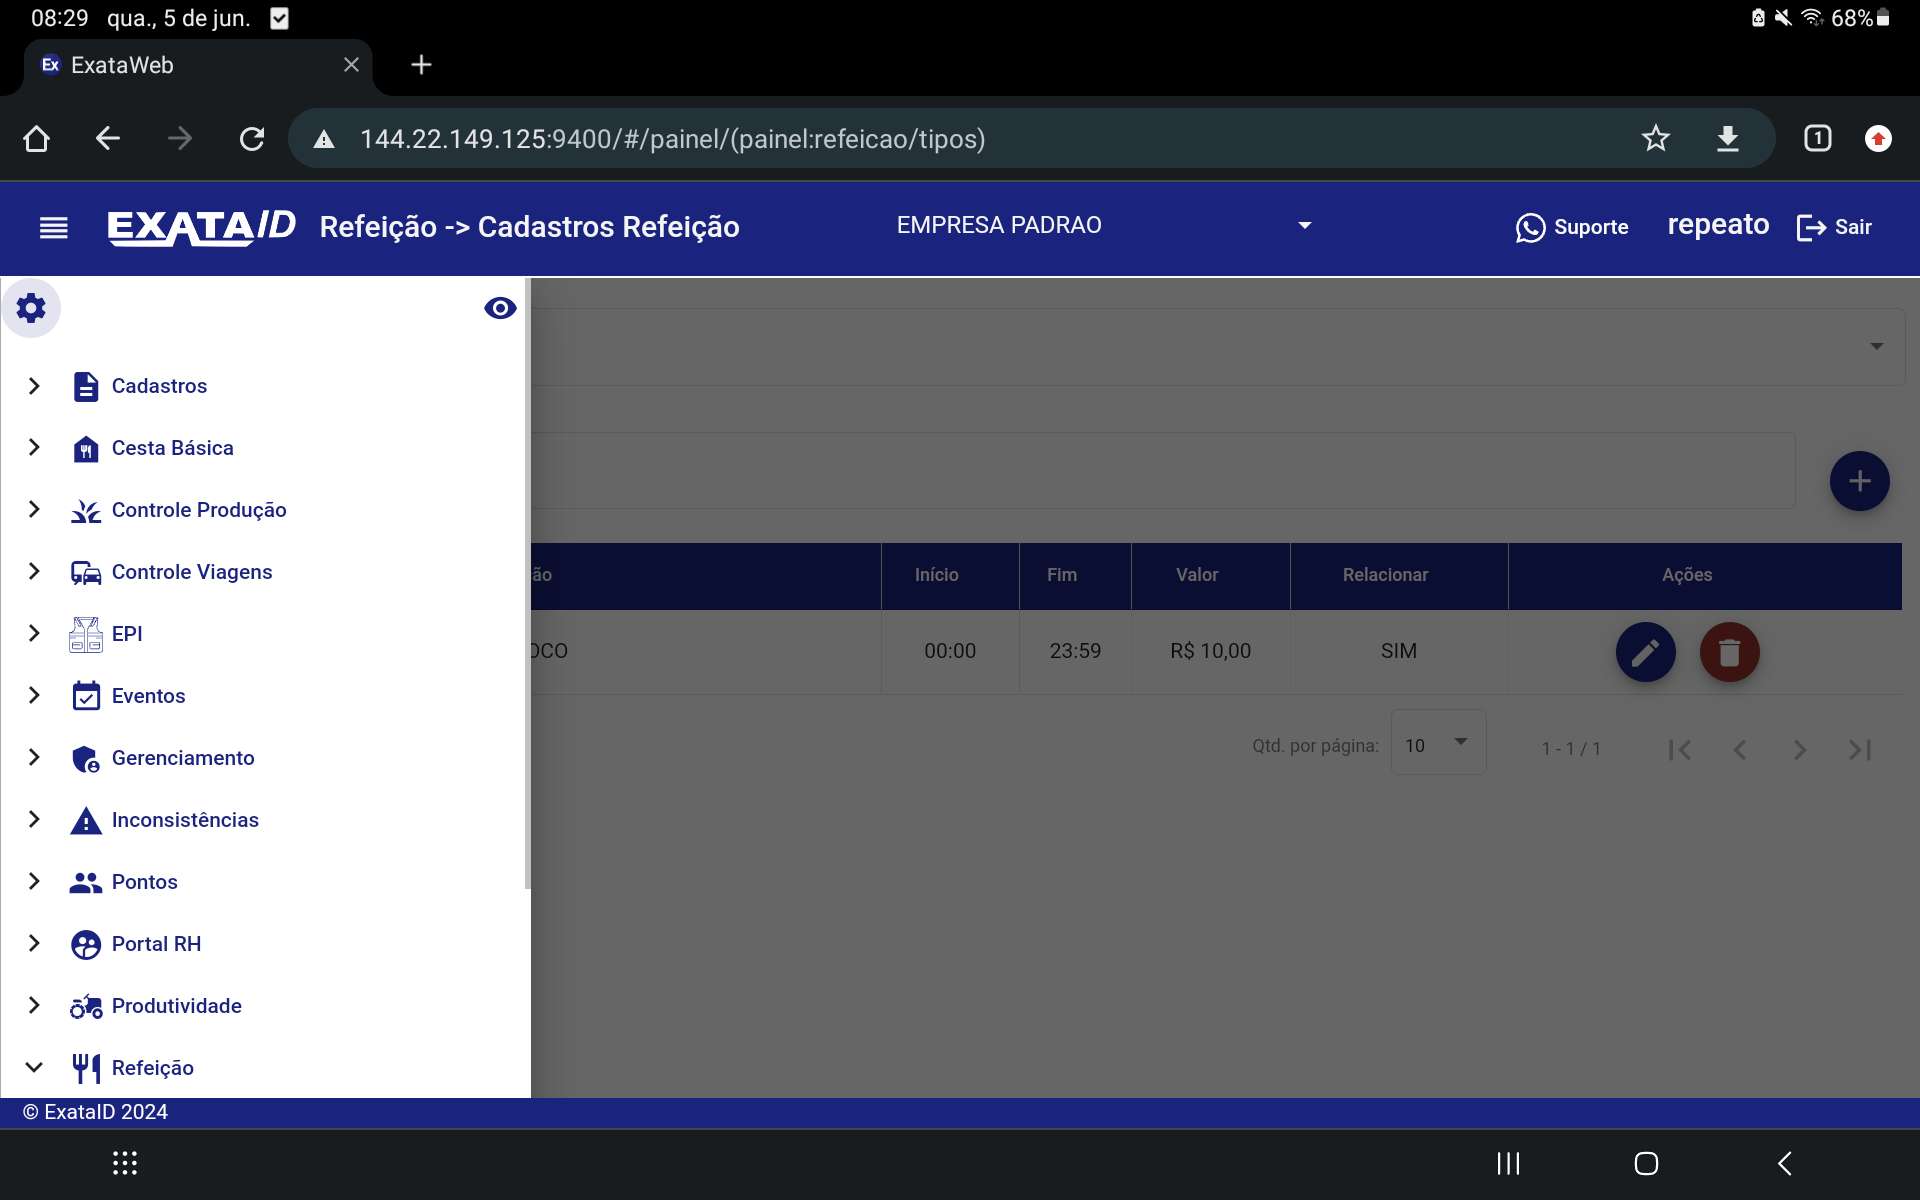 08:29 qua., 5 de jun. 68%
Ex ExataWeb
144.22.149.125:9400/#/painel/(painel:refeicao/tipos) 1
EXATAID Refeição -> Cadastros Refeição EMPRESA PADRAO Suporte repeato Sair
Cadastros
Cesta Básica
Controle Produção
Controle Viagens
EPI
Eventos
Gerenciamento
Inconsistências
Pontos
Portal RH
Produtividade
Refeição
ão Início Fim Valor Relacionar Ações
OCO 00:00 23:59 R$ 10,00 SIM
Qtd. por página: 10 1 - 1 / 1
© ExataID 2024